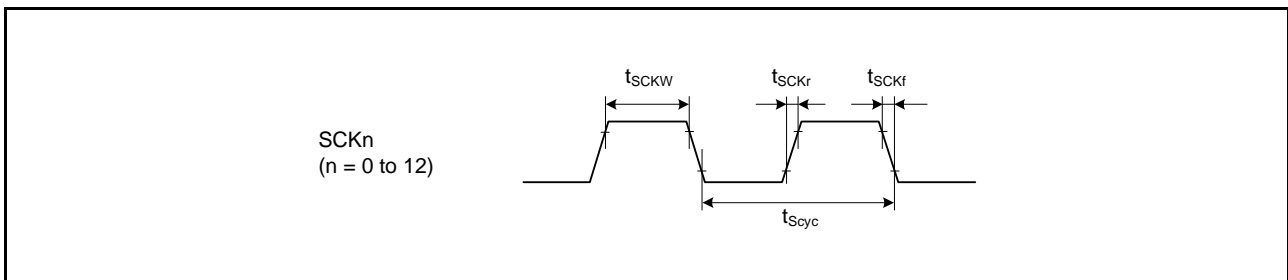 tSCKW
tSCKr
tSCKf
SCKn
(n = 0 to 12)
tScyc